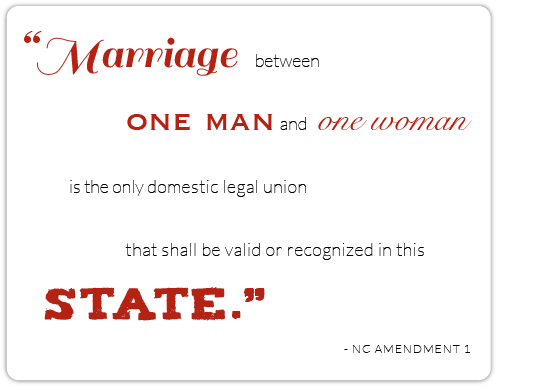 “Marriage between
ONE MAN and one woman
is the only domestic legal union
that shall be valid or recognized in this
STATE.”
- NC AMENDMENT 1